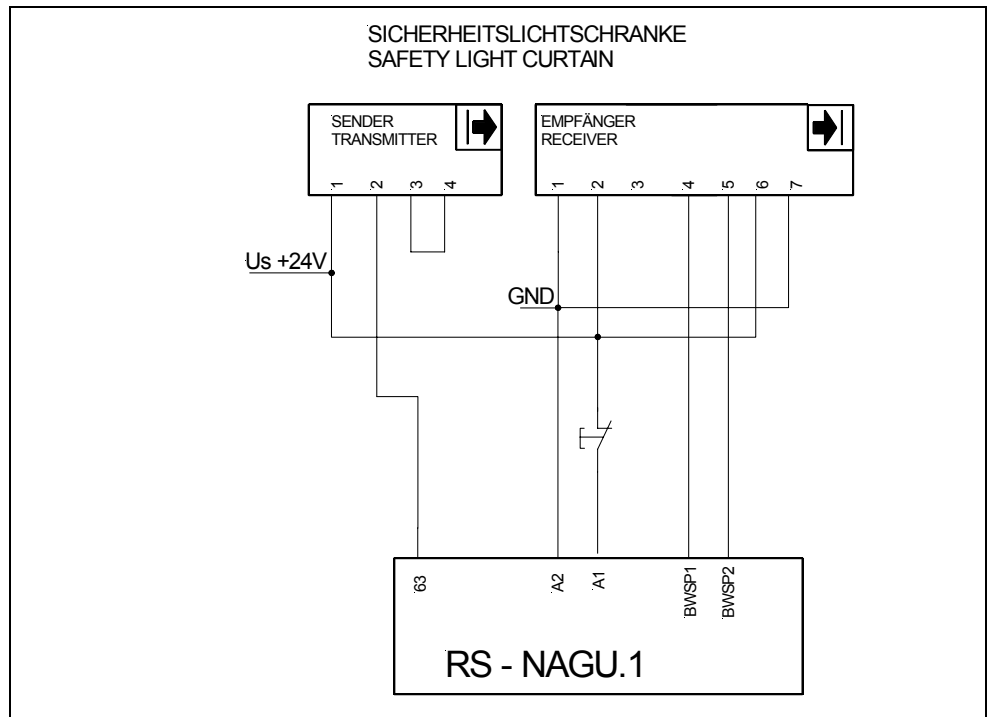 SICHERHEITSLICHTSCHRANKE
SAFETY LIGHT CURTAIN
SENDER
TRANSMITTER
1 2 3 4
EMPFÄNGER
RECEIVER
1 2 3 4 5 6 7
Us +24V
GND
63 A2 A1 BWSP1 BWSP2
RS - NAGU.1